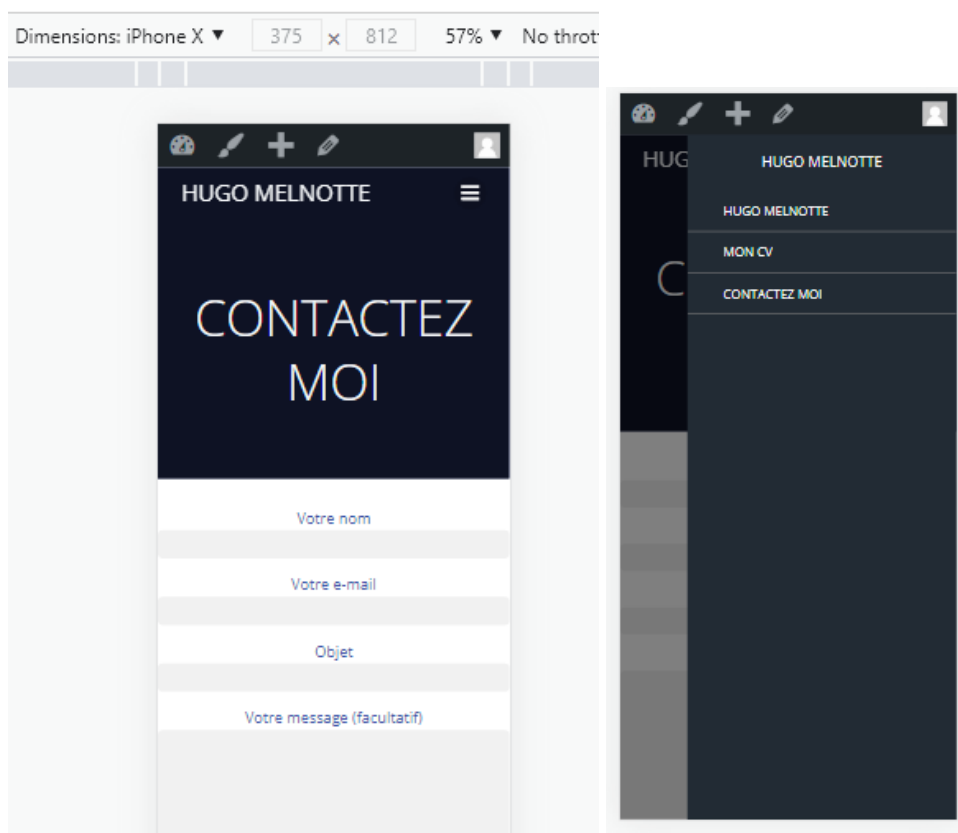 Dimensions: iPhone X ▼ 375 x 812 57% ▼ No thrott
HUGO MELNOTTE
CONTACTEZ
MOI
Votre nom
Votre e-mail
Objet
Votre message (facultatif)
HUG
C
HUGO MELNOTTE
HUGO MELNOTTE
MON CV
CONTACTEZ MOI